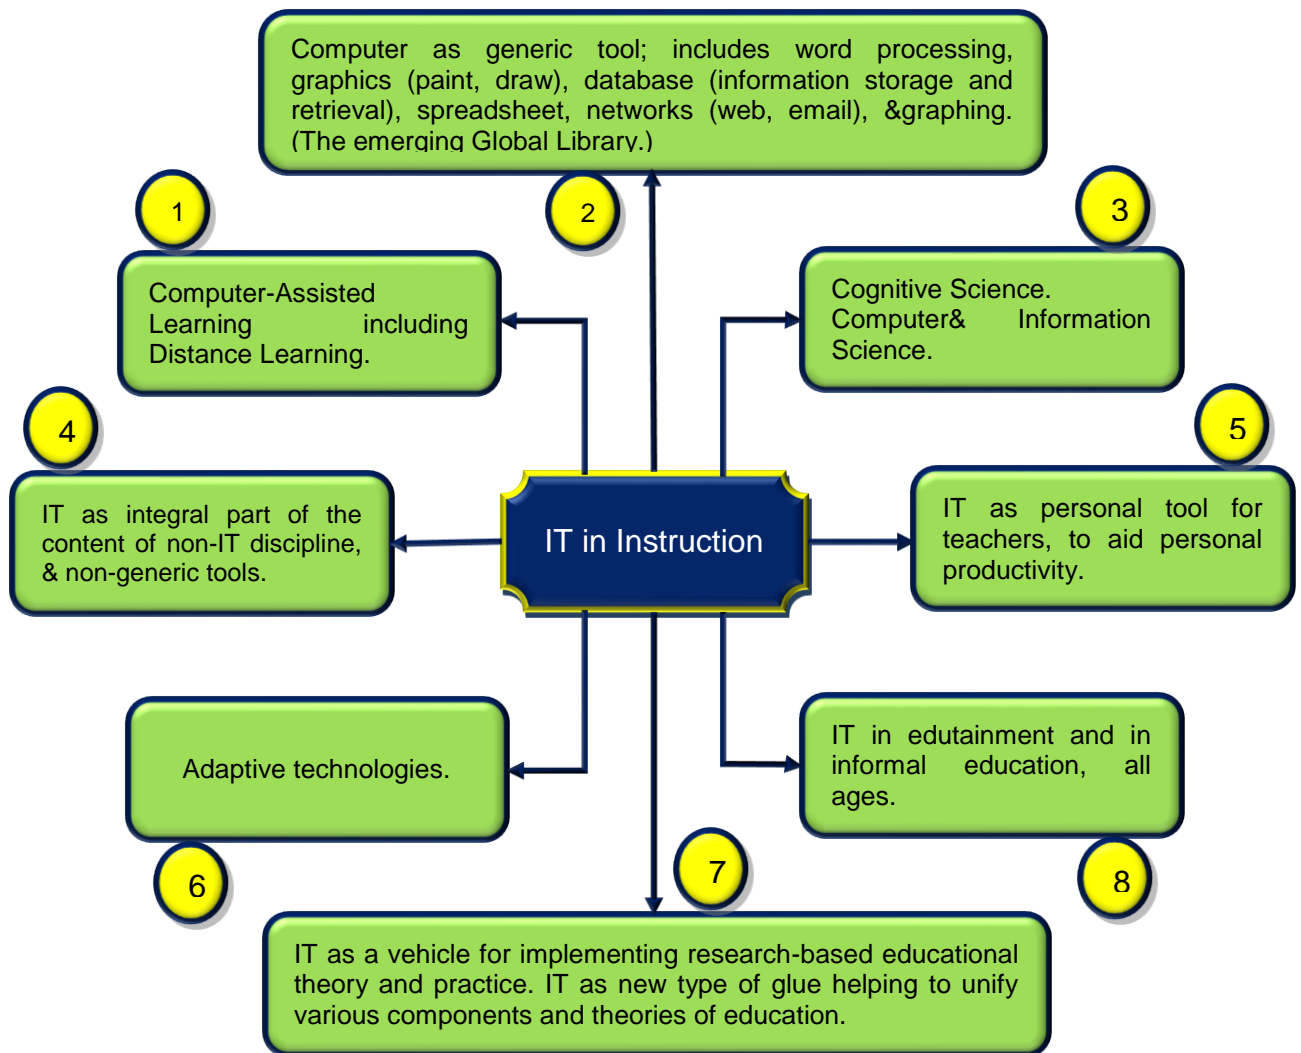 Computer as generic tool; includes word processing,
graphics (paint, draw), database (information storage and
retrieval), spreadsheet, networks (web, email), &graphing.
(The emerging Global Library.)
1
2
3
Computer-Assisted
Learning including
Distance Learning.
Cognitive Science.
Computer& Information
Science.
4
5
IT as integral part of the
content of non-IT discipline,
& non-generic tools.
IT in Instruction
IT as personal tool for
teachers, to aid personal
productivity.
Adaptive technologies.
IT in edutainment and in
informal education, all
ages.
6
7
8
IT as a vehicle for implementing research-based educational
theory and practice. IT as new type of glue helping to unify
various components and theories of education.